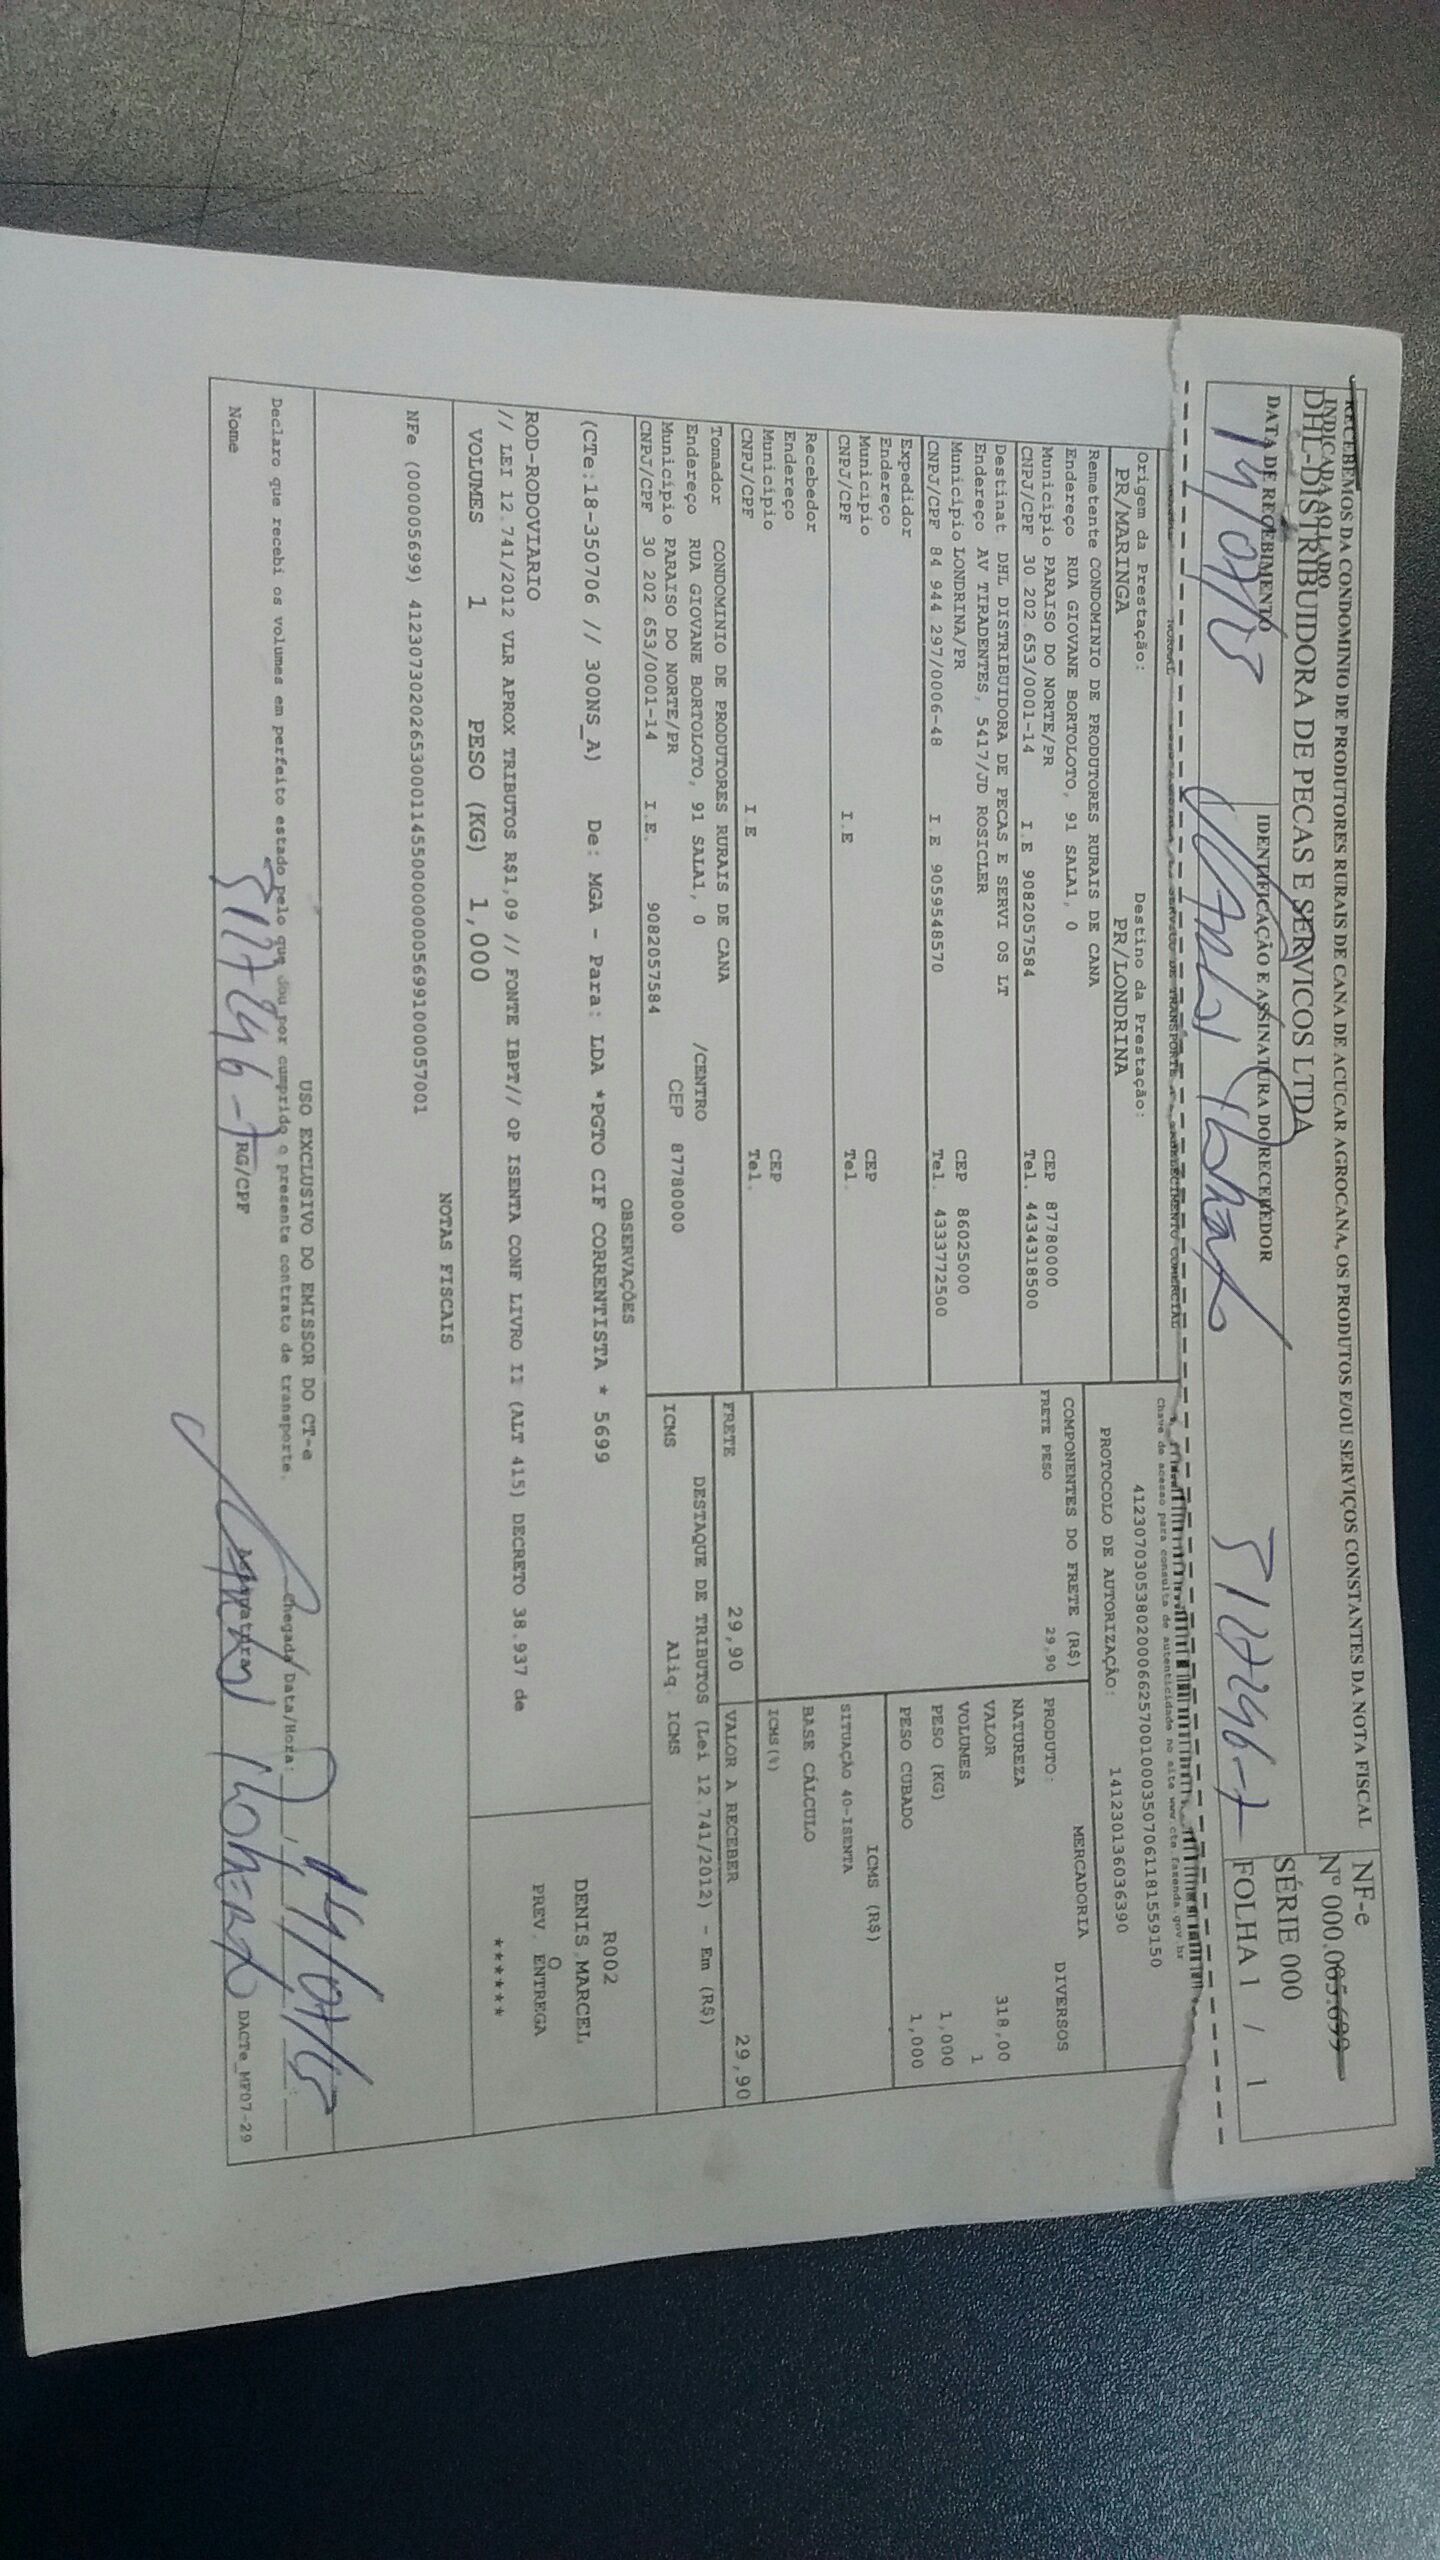 RECEBEMOS DA CONDOMINIO DE PRODUTORES RURAIS DE CANA DE ACUCAR AGROCANA, OS PRODUTOS E/OU SERVIÇOS CONSTANTES DA NOTA FISCAL
INDICADA AO LADO
DHL-DISTRIBUIDORA DE PECAS E SERVICOS LTDA
NF-e
Nº 000.005.699
SÉRIE 000
FOLHA 1 / 1
DATA DE RECEBIMENTO
IDENTIFICAÇÃO E ASSINATURA DO RECEBEDOR
5117246-7
Chave de acesso para consulta de autenticidade no site www cte fazenda.gov.br
PROTOCOLO DE AUTORIZAÇÃO: 141230136036390
Origem da Prestação:
PR/MARINGA
Destino da Prestação:
PR/LONDRINA
Remetente CONDOMINIO DE PRODUTORES RURAIS DE CANA
Endereço RUA GIOVANE BORTOLOTO, 91 SALA1, 0
Município PARAISO DO NORTE/PR CEP 87780000
CNPJ/CPF 30 202 653/0001-14 I.E 9082057584 Tel. 4434318500
Destinat DHL DISTRIBUIDORA DE PECAS E SERVI OS LT
Endereço AV TIRADENTES, 5417/JD ROSICLER
Município LONDRINA/PR CEP 86025000
CNPJ/CPF 84 944 297/0006-48 I.E 9059548570 Tel. 4333772500
Expedidor
Endereço
Município CEP
CNPJ/CPF I.E Tel.
Recebedor
Endereço
Município CEP
CNPJ/CPF I.E Tel.
Tomador CONDOMINIO DE PRODUTORES RURAIS DE CANA
Endereço RUA GIOVANE BORTOLOTO, 91 SALA1, 0 /CENTRO
Município PARAISO DO NORTE/PR CEP 87780000
CNPJ/CPF 30 202 653/0001-14 I.E. 9082057584
COMPONENTES DO FRETE (R$)
FRETE PESO 29,90
MERCADORIA
PRODUTO: DIVERSOS
NATUREZA
VALOR 318,00
VOLUMES 1
PESO (KG) 1,000
PESO CUBADO 1,000
ICMS (R$)
SITUAÇÃO 40-ISENTA
BASE CÁLCULO
ICMS(%)
FRETE 29,90
VALOR A RECEBER 29,90
DESTAQUE DE TRIBUTOS (Lei 12.741/2012) - Em (R$)
ICMS Aliq. ICMS
OBSERVAÇÕES
(CTe:18-350706 // 300NS_A) De: MGA - Para: LDA *PGTO CIF CORRENTISTA * 5699
ROD-RODOVIARIO
// LEI 12.741/2012 VLR APROX TRIBUTOS R$1,09 // FONTE IBPT// OP ISENTA CONF LIVRO II (ALT 415) DECRETO 38.937 de
R002
DENIS MARCEL
O
PREV. ENTREGA
******
VOLUMES 1 PESO (KG) 1,000
NOTAS FISCAIS
NFe (000005699) 41230730202653000114550000000056991000057001
USO EXCLUSIVO DO EMISSOR DO CT-e
Declaro que recebi os volumes em perfeito estado pelo que dou por cumprido o presente contrato de transporte.
Chegada Data/Hora:
Nome
5117246-7
RG/CPF
Assinatura
DACTe_MF07-29